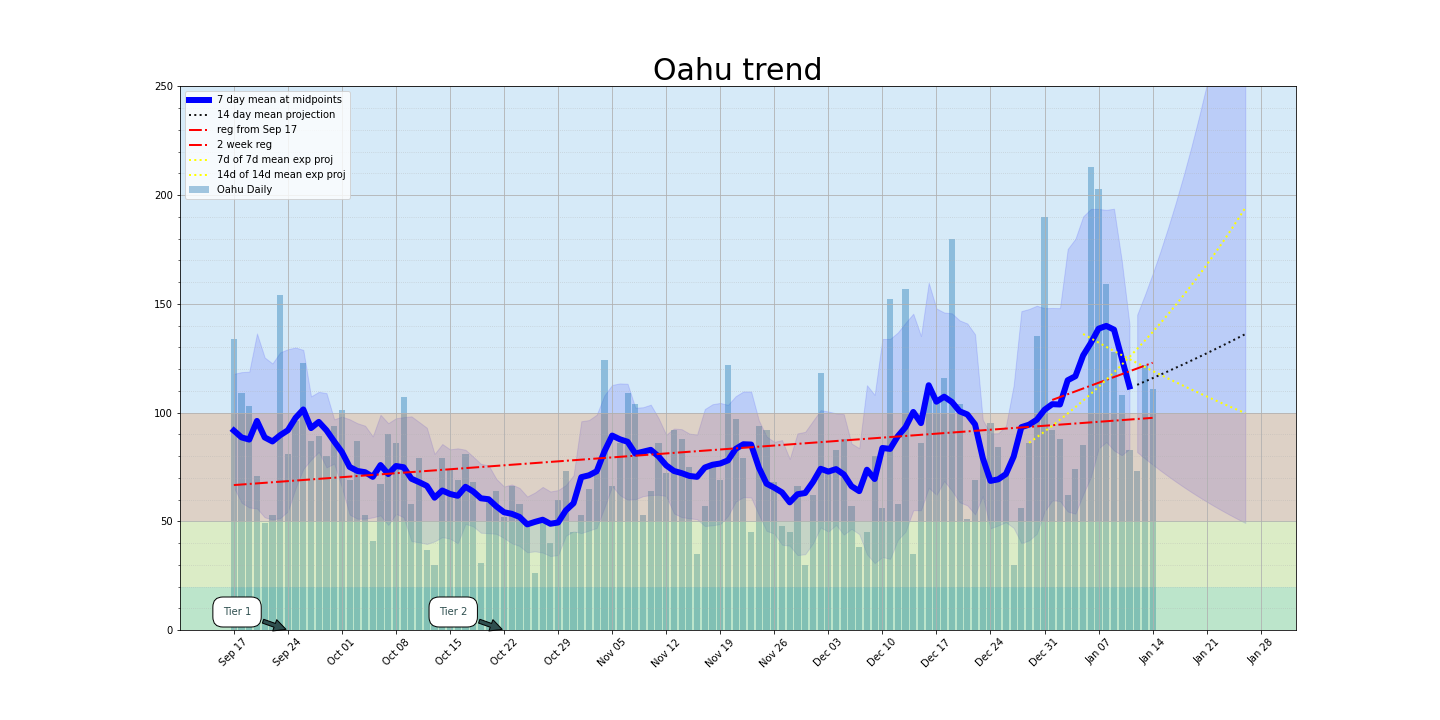 Oahu trend
250
200
150
100
50
0
7 day mean at midpoints
14 day mean projection
reg from Sep 17
2 week reg
7d of 7d mean exp proj
14d of 14d mean exp proj
Oahu Daily
Tier 1
Tier 2
Sep 17
Sep 24
Oct 01
Oct 08
Oct 15
Oct 22
Oct 29
Nov 05
Nov 12
Nov 19
Nov 26
Dec 03
Dec 10
Dec 17
Dec 24
Dec 31
Jan 07
Jan 14
Jan 21
Jan 28